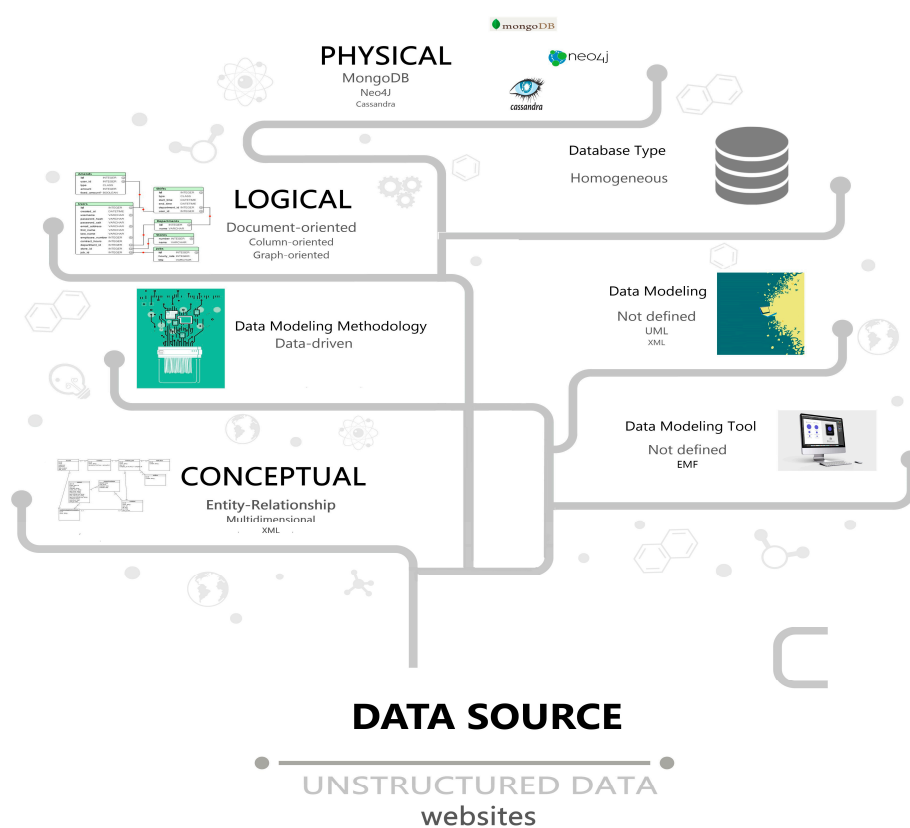 mongoDB
PHYSICAL
neo4j
MongoDB
Neo4J
Cassandra
cassandra
Database Type
Homogeneous
LOGICAL
Document-oriented
Column-oriented
Graph-oriented
Data Modeling
Not defined
UML
XML
Data Modeling Methodology
Data-driven
Data Modeling Tool
Not defined
EMF
CONCEPTUAL
Entity-Relationship
Multidimensional
XML
DATA SOURCE
UNSTRUCTURED DATA
websites